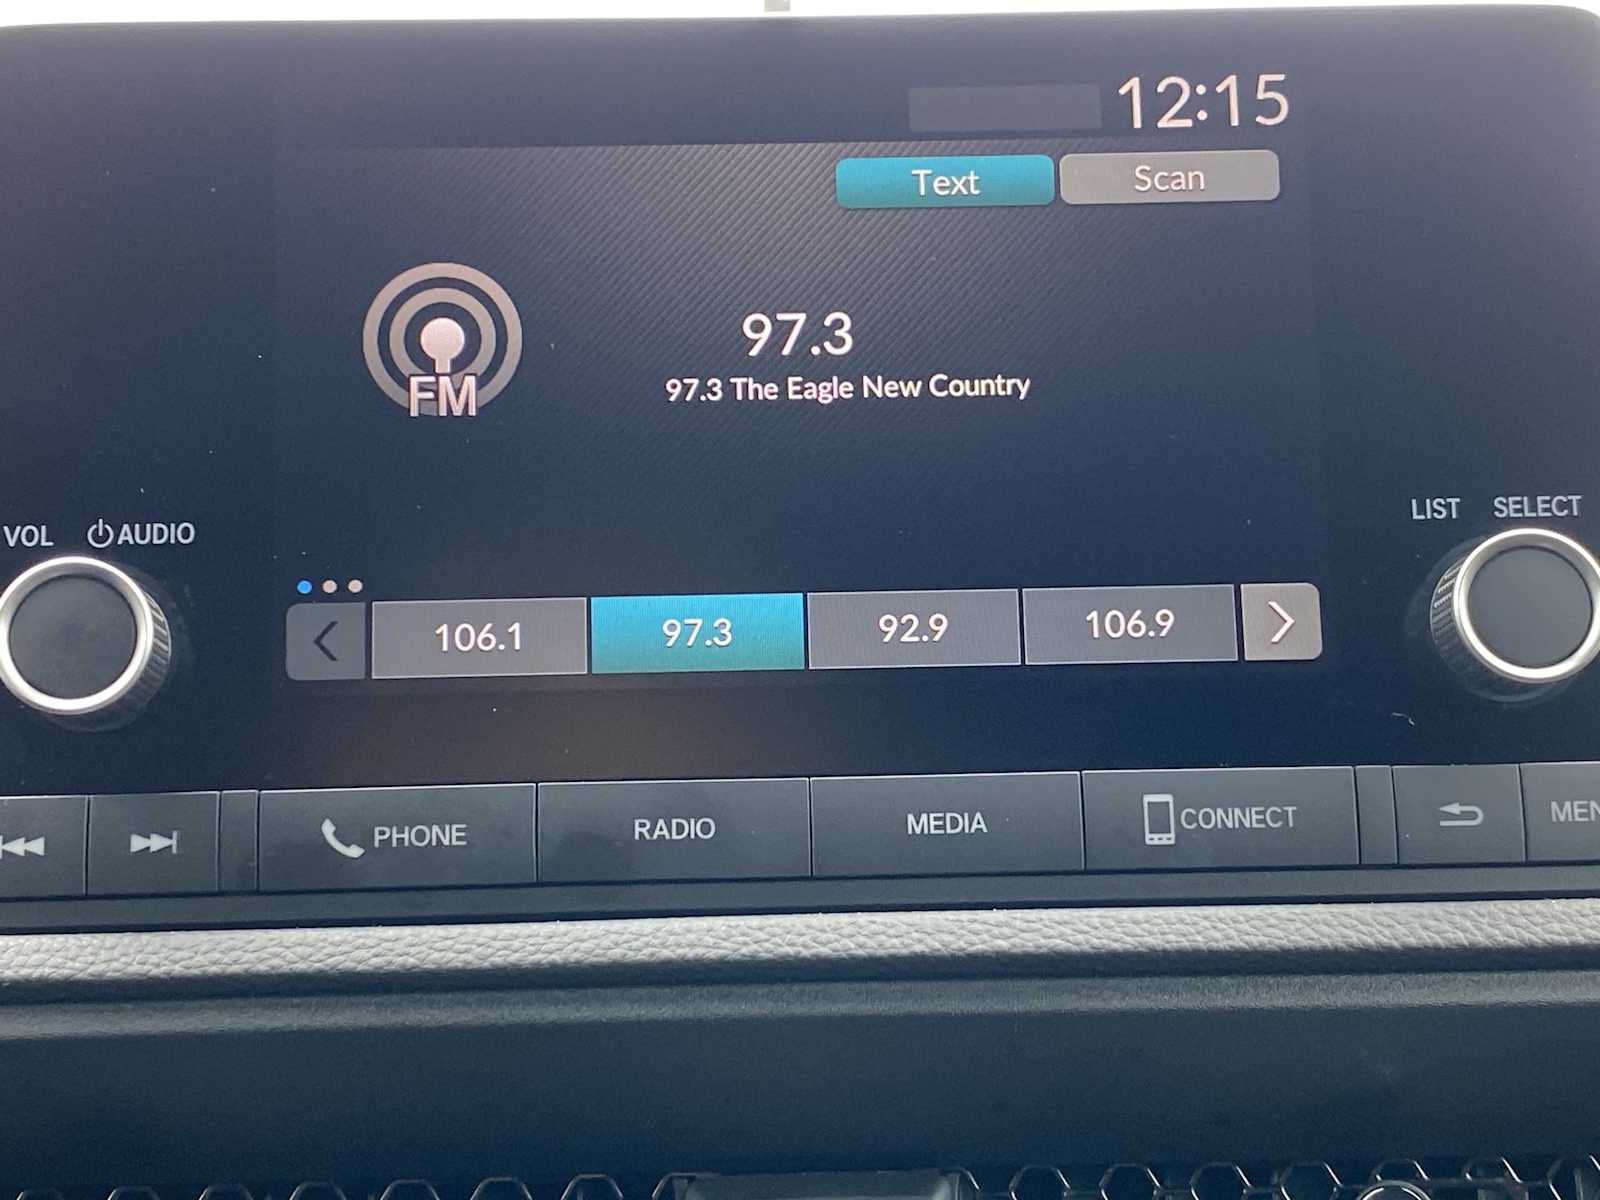 12:15
Text Scan
FM
97.3
97.3 The Eagle New Country
VOL AUDIO
LIST SELECT
106.1 97.3 92.9 106.9
PHONE RADIO MEDIA CONNECT MEN